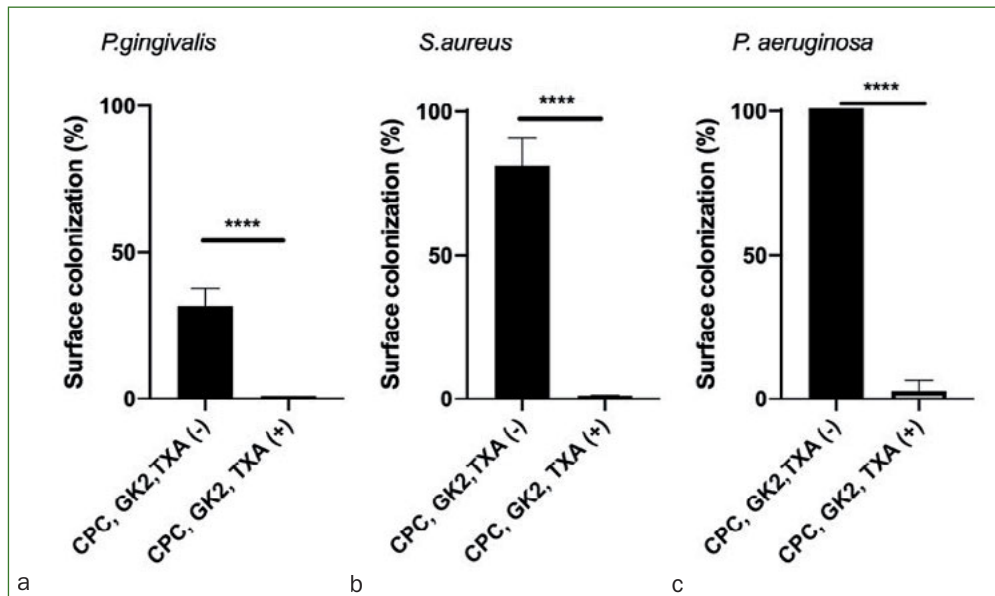 P.gingivalis
Surface colonization (%)
100
50
0
****
CPC, GK2,TXA (-)
CPC, GK2, TXA (+)
a
S.aureus
Surface colonization (%)
100
50
0
****
CPC, GK2,TXA (-)
CPC, GK2, TXA (+)
b
P. aeruginosa
Surface colonization (%)
100
50
0
****
CPC, GK2,TXA (-)
CPC, GK2, TXA (+)
c